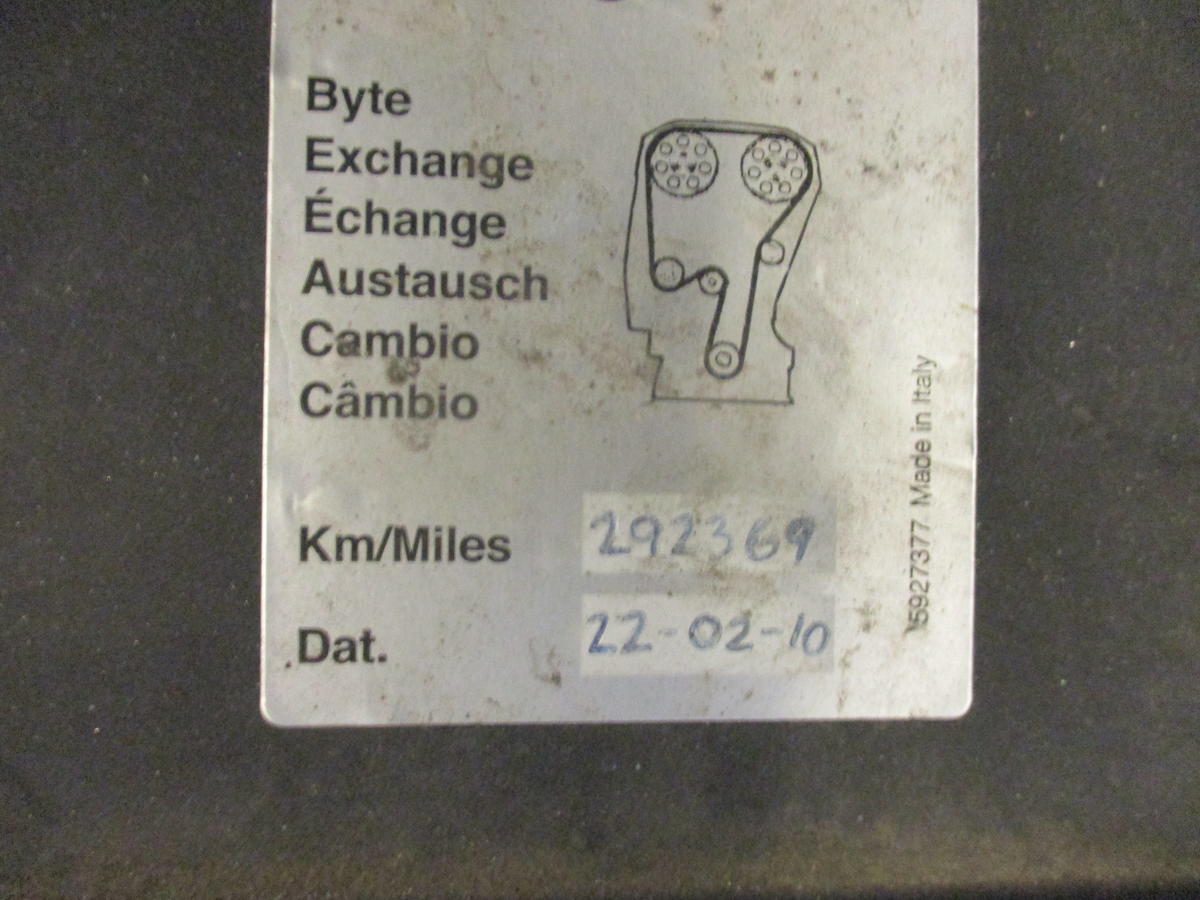 Byte
Exchange
Échange
Austausch
Cambio
Câmbio
Km/Miles 292369
Dat. 22-02-10
5927377 Made in Italy